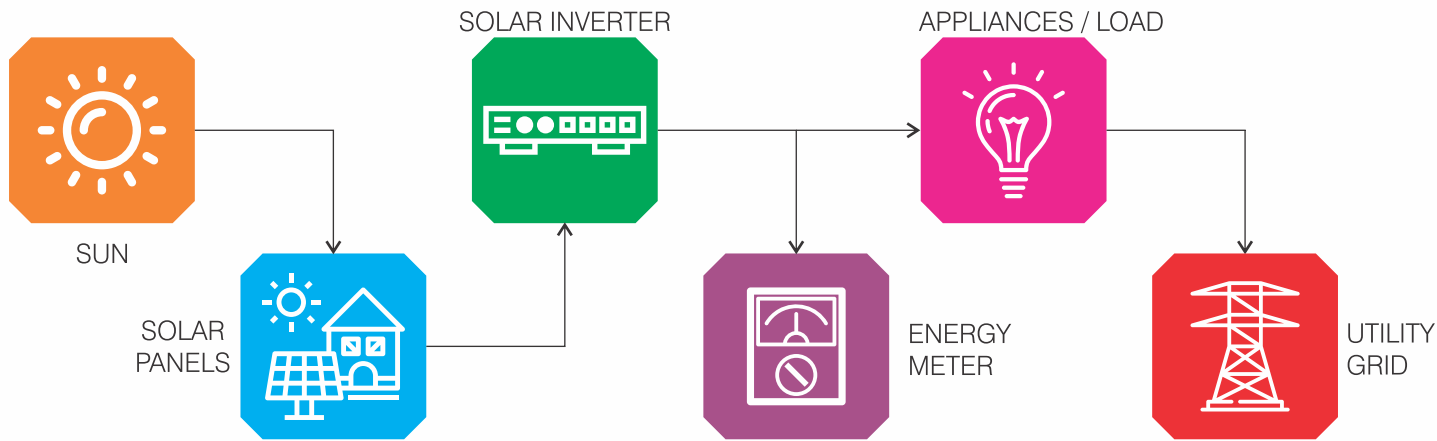 SOLAR INVERTER
APPLIANCES / LOAD
SUN
SOLAR
PANELS
ENERGY
METER
UTILITY
GRID